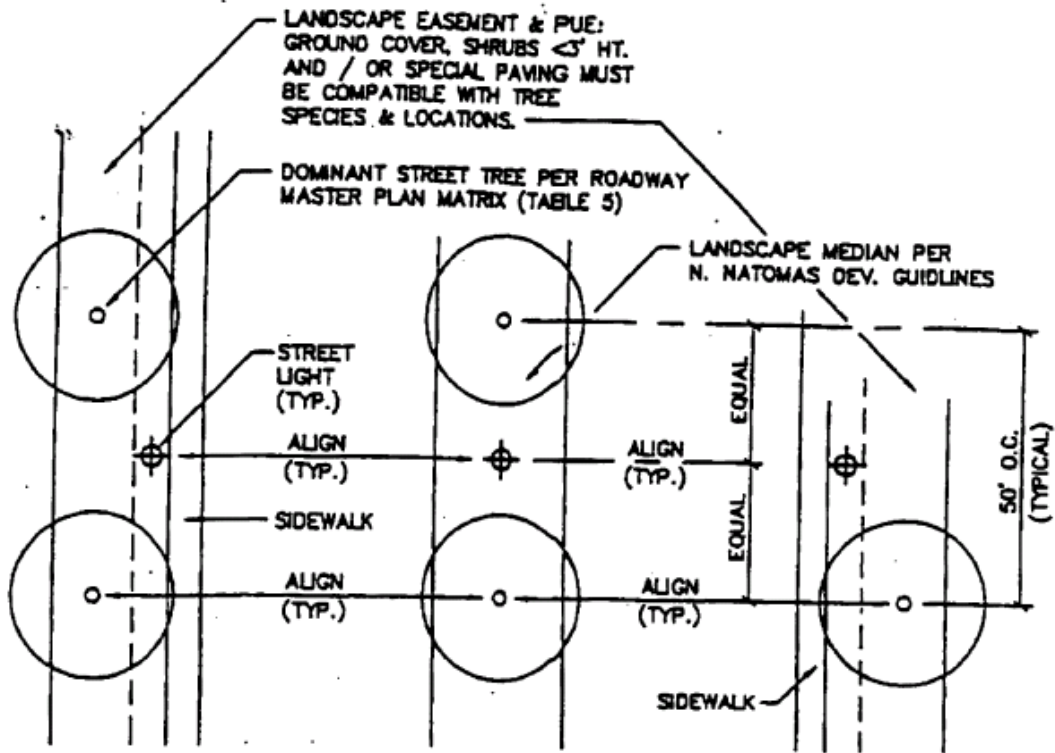 LANDSCAPE EASEMENT & PUE:
GROUND COVER, SHRUBS <3' HT.
AND / OR SPECIAL PAVING MUST
BE COMPATIBLE WITH TREE
SPECIES & LOCATIONS.
DOMINANT STREET TREE PER ROADWAY
MASTER PLAN MATRIX (TABLE 5)
LANDSCAPE MEDIAN PER
N. NATOMAS DEV. GUIDLINES
STREET
LIGHT
(TYP.)
ALIGN
(TYP.)
ALIGN
(TYP.)
EQUAL
50' O.C.
(TYPICAL)
SIDEWALK
EQUAL
ALIGN
(TYP.)
ALIGN
(TYP.)
SIDEWALK